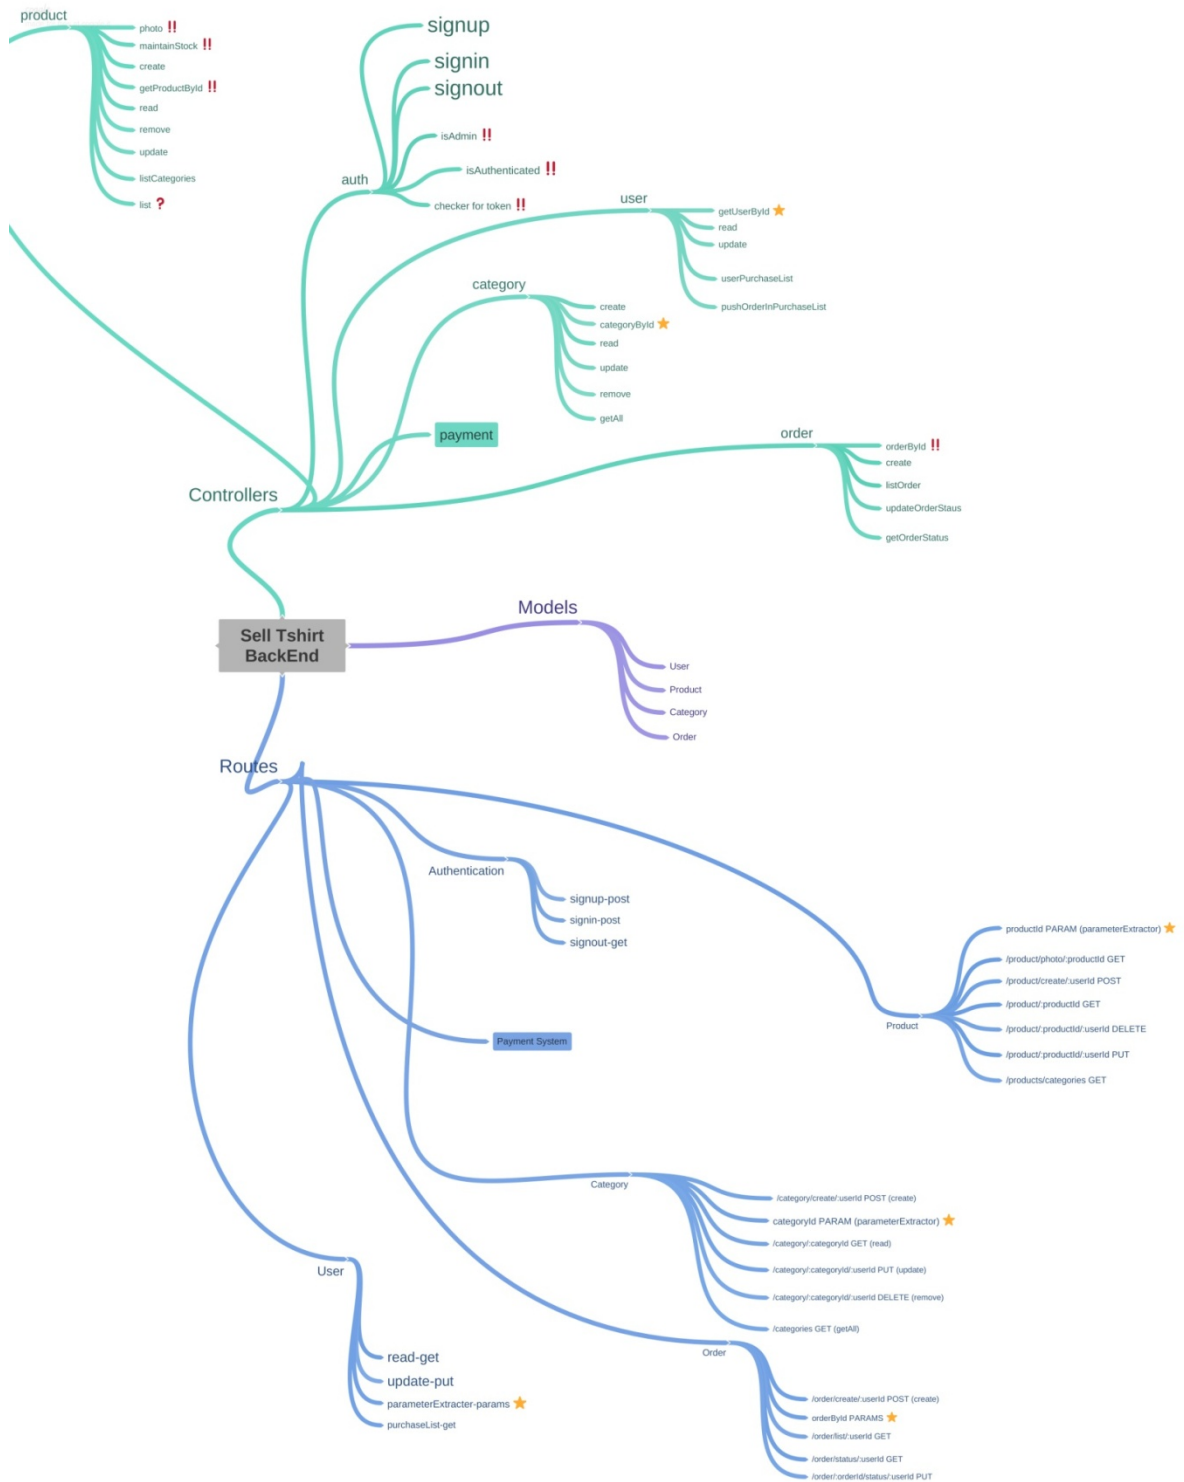 product
photo ‼
maintainStock ‼
create
getProductById ‼
read
remove
update
listCategories
list ?
auth
signup
signin
signout
isAdmin ‼
isAuthenticated ‼
checker for token ‼
user
getUserById
read
update
userPurchaseList
pushOrderInPurchaseList
category
create
categoryById
read
update
remove
getAll
payment
order
orderById ‼
create
listOrder
updateOrderStaus
getOrderStatus
Controllers
Sell Tshirt
BackEnd
Models
User
Product
Category
Order
Routes
Authentication
signup-post
signin-post
signout-get
Product
productId PARAM (parameterExtractor)
/product/photo/:productId GET
/product/create/:userId POST
/product/:productId GET
/product/:productId/:userId DELETE
/product/:productId/:userId PUT
/products/categories GET
Payment System
Category
/category/create/:userId POST (create)
categoryId PARAM (parameterExtractor)
/category/:categoryId GET (read)
/category/:categoryId/:userId PUT (update)
/category/:categoryId/:userId DELETE (remove)
/categories GET (getAll)
User
read-get
update-put
parameterExtracter-params
purchaseList-get
Order
/order/create/:userId POST (create)
orderById PARAMS
/order/list/:userId GET
/order/status/:userId GET
/order/:orderId/status/:userId PUT